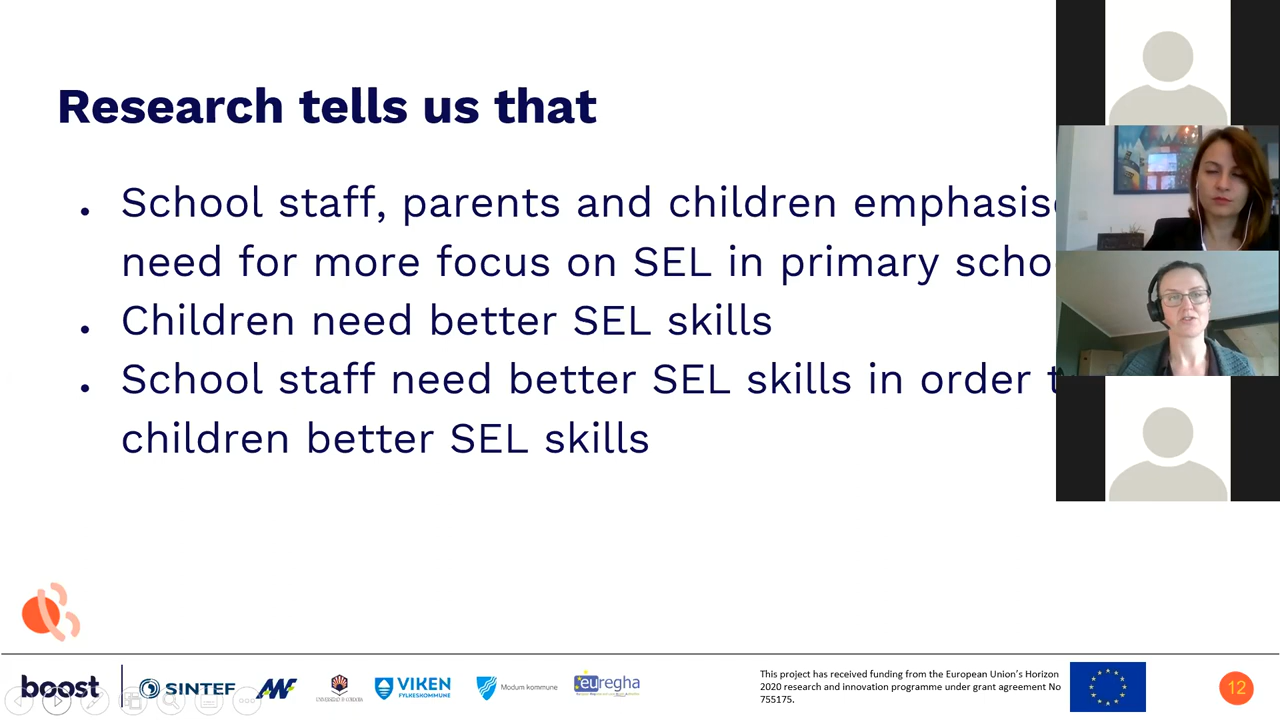 Research tells us that
School staff, parents and children emphasis
need for more focus on SEL in primary scho
Children need better SEL skills
School staff need better SEL skills in order t
children better SEL skills
boost
SINTEF
VIKEN
FYLKESKOMMUNE
Modum kommune
euregha
This project has received funding from the European Union's Horizon
2020 research and innovation programme under grant agreement No
755175.
12